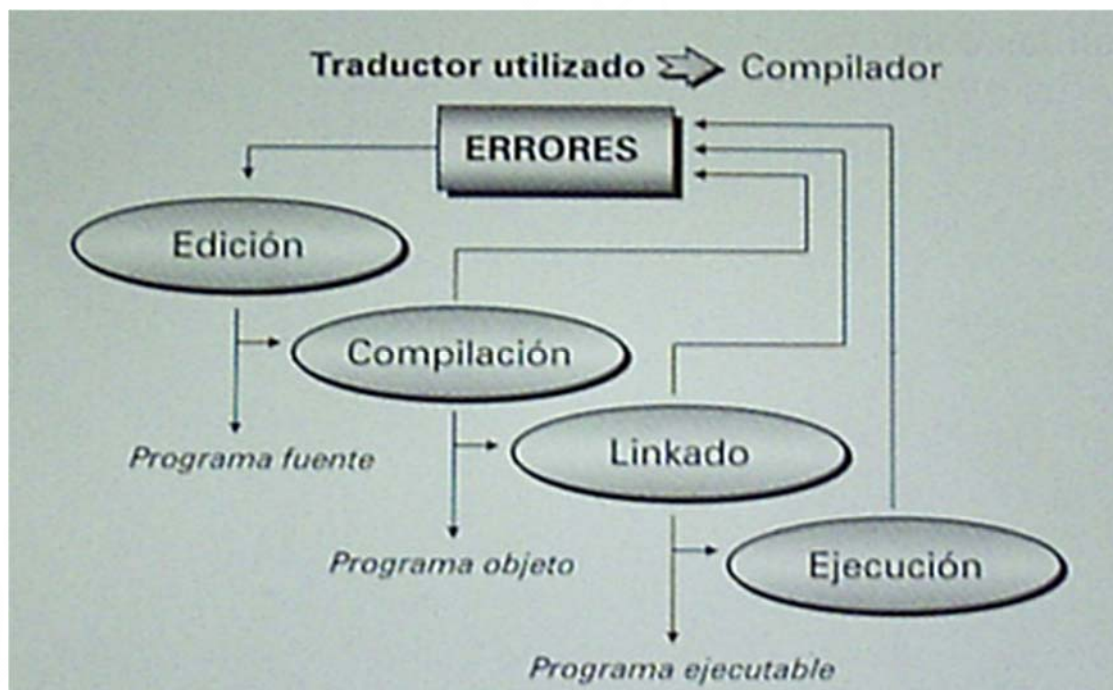 Traductor utilizado Compilador
ERRORES
Edición
Compilación
Programa fuente
Linkado
Programa objeto
Ejecución
Programa ejecutable